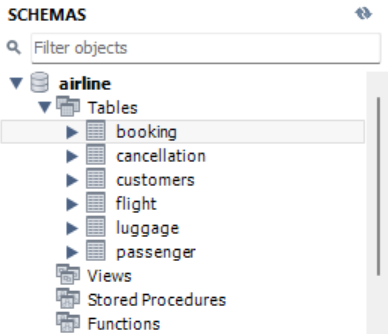 SCHEMAS
Filter objects
airline
Tables
booking
cancellation
customers
flight
luggage
passenger
Views
Stored Procedures
Functions